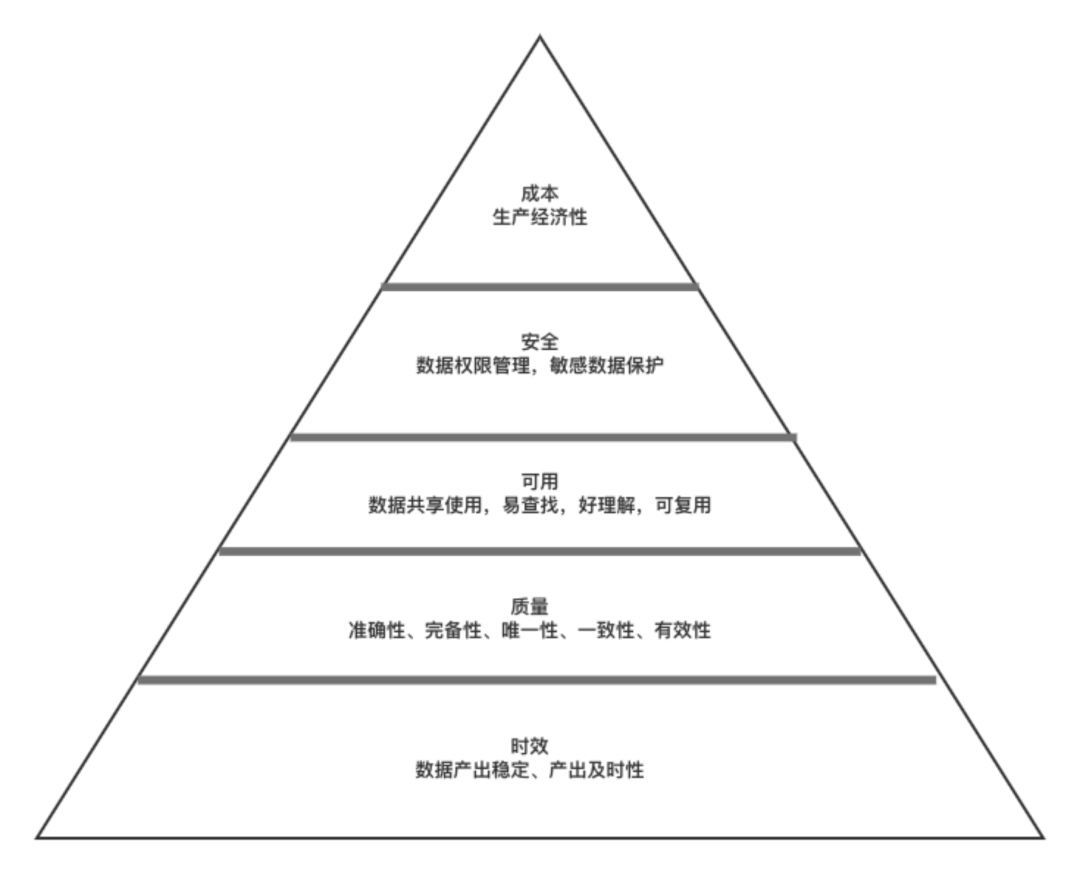 成本
生产经济性
安全
数据权限管理，敏感数据保护
可用
数据共享使用，易查找，好理解，可复用
质量
准确性、完备性、唯一性、一致性、有效性
时效
数据产出稳定、产出及时性